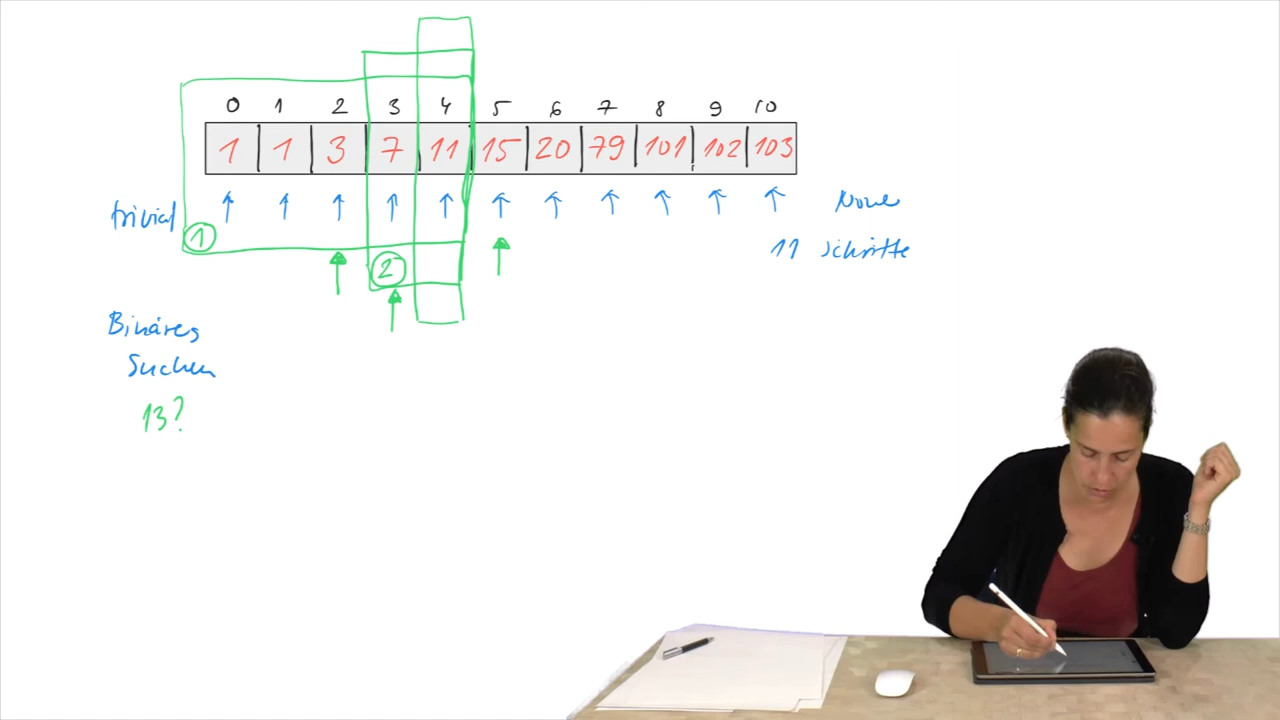 0 1 2 3 4 5 6 7 8 9 10
1 1 3 7 11 15 20 79 101 102 103
trivial None
1
11 Schritte
2
Binäres
Suchen
13?